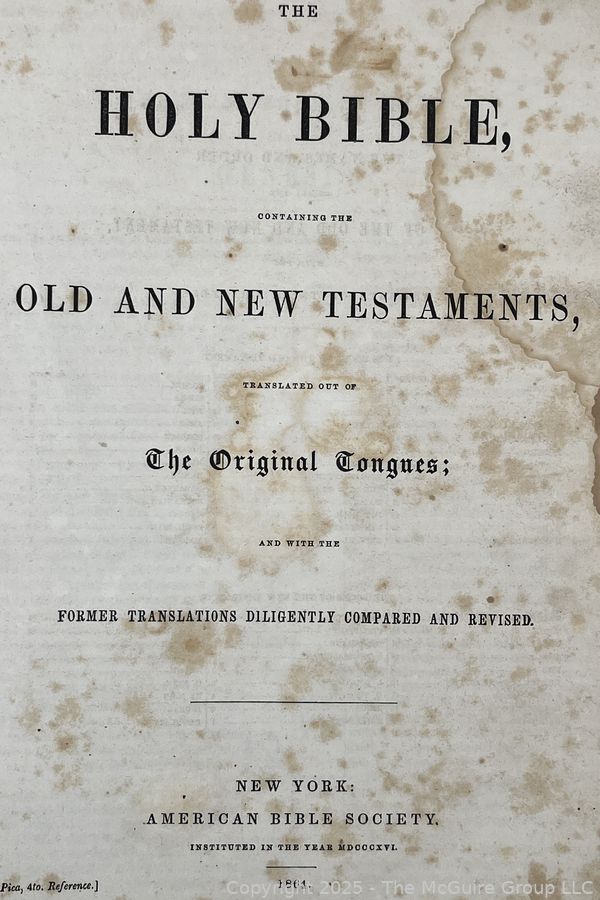 THE
HOLY BIBLE,
CONTAINING THE
OLD AND NEW TESTAMENTS,
TRANSLATED OUT OF
The Original Tongues;
AND WITH THE
FORMER TRANSLATIONS DILIGENTLY COMPARED AND REVISED.
NEW YORK:
AMERICAN BIBLE SOCIETY,
INSTITUTED IN THE YEAR MDCCCXVI.
1864.
Pica, 4to. Reference.]
Copyright 2025 - The McGuire Group LLC